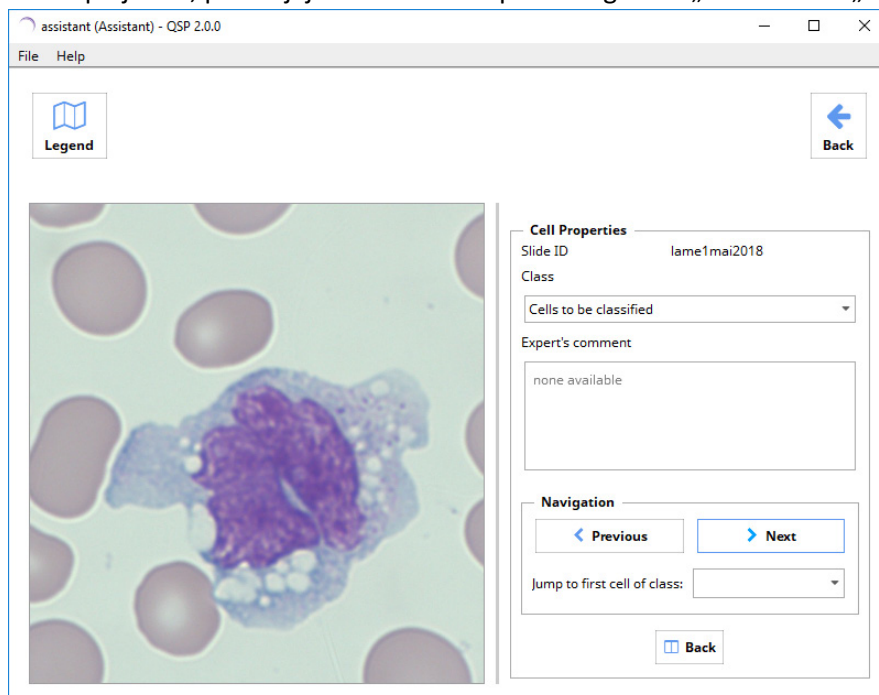 assistant (Assistant) - QSP 2.0.0
File Help
Legend
Back
Cell Properties
Slide ID lame1mai2018
Class
Cells to be classified
Expert's comment
none available
Navigation
Previous Next
Jump to first cell of class:
Back